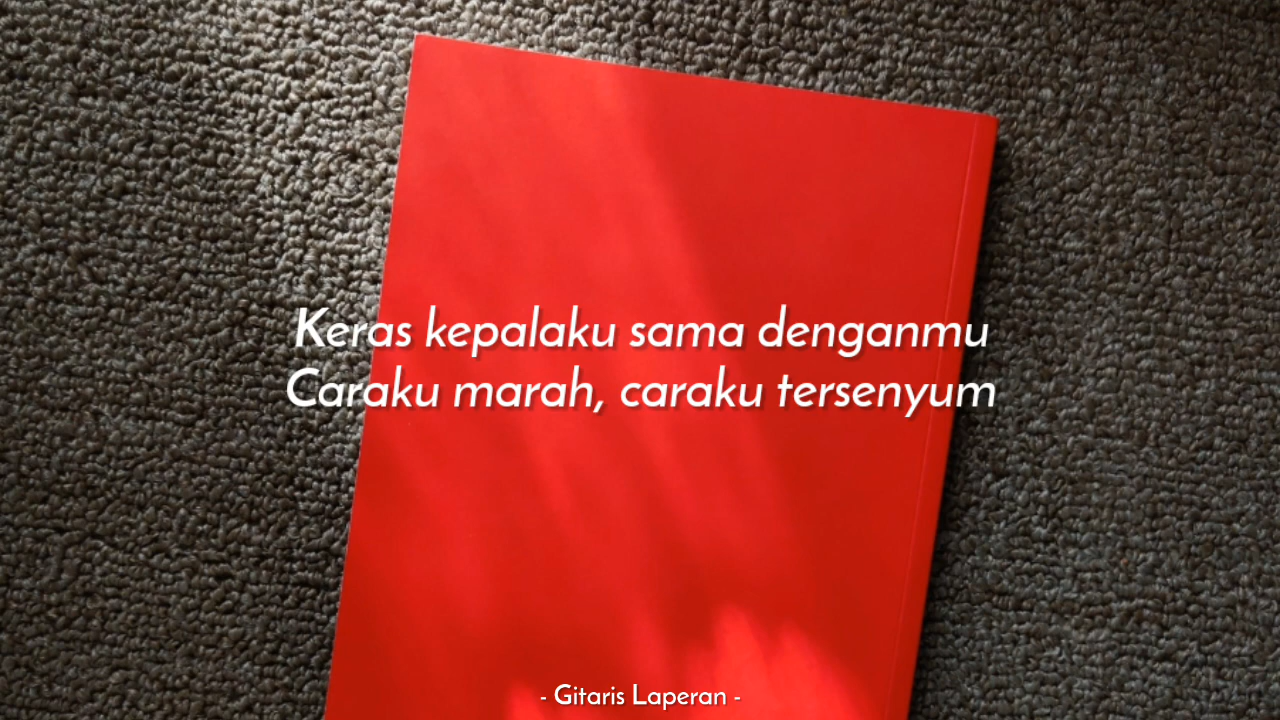 Keras kepalaku sama denganmu
Caraku marah, caraku tersenyum
- Gitaris Laperan -